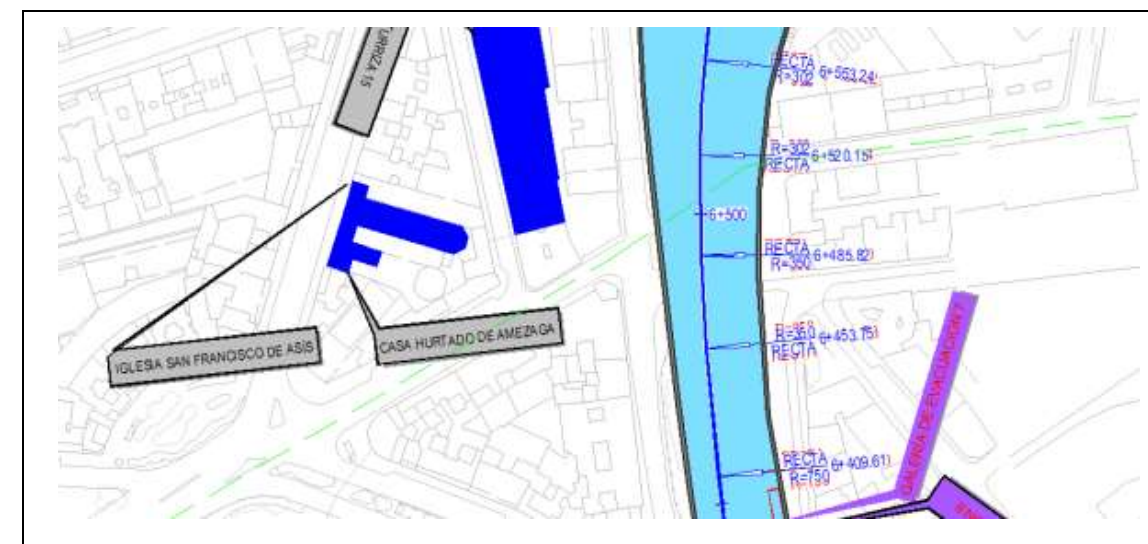 URRIZA 15
RECTA 6+553.24
R=302
R=302
RECTA 6+520.15
6+500
RECTA 6+485.82
R=350
R=350
RECTA 6+453.75
IGLESIA SAN FRANCISCO DE ASÍS
CASA HURTADO DE AMEZAGA
GALERÍA DE EVACUACION 7
RECTA 6+409.61
R=750